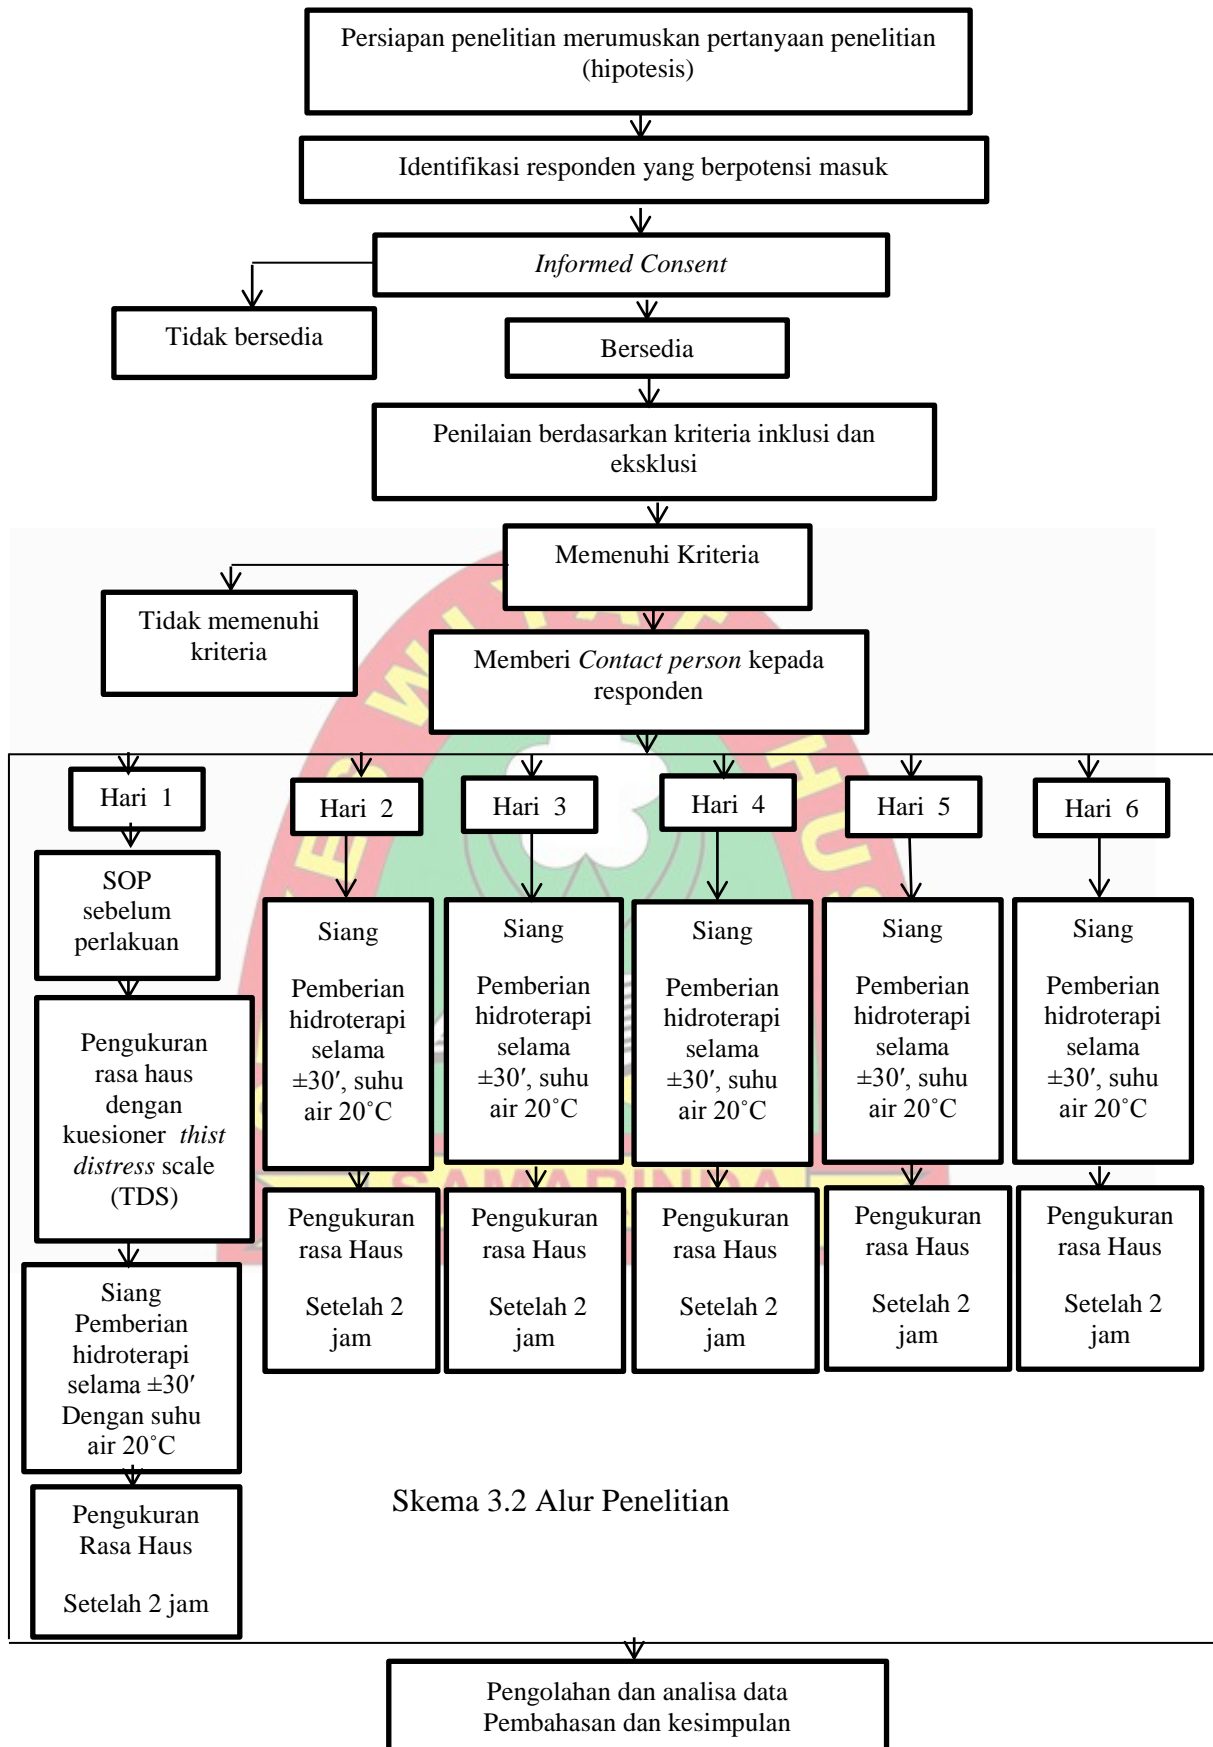 Persiapan penelitian merumuskan pertanyaan penelitian
(hipotesis)
Identifikasi responden yang berpotensi masuk
Informed Consent
Tidak bersedia
Bersedia
Penilaian berdasarkan kriteria inklusi dan
eksklusi
Memenuhi Kriteria
Tidak memenuhi
kriteria
Memberi Contact person kepada
responden
Hari 1
SOP
sebelum
perlakuan
Pengukuran
rasa haus
dengan
kuesioner thist
distress scale
(TDS)
Siang
Pemberian
hidroterapi
selama ±30′
Dengan suhu
air 20˚C
Pengukuran
Rasa Haus
Setelah 2 jam
Hari 2
Siang
Pemberian
hidroterapi
selama
±30′, suhu
air 20˚C
Pengukuran
rasa Haus
Setelah 2
jam
Hari 3
Siang
Pemberian
hidroterapi
selama
±30′, suhu
air 20˚C
Pengukuran
rasa Haus
Setelah 2
jam
Hari 4
Siang
Pemberian
hidroterapi
selama
±30′, suhu
air 20˚C
Pengukuran
rasa Haus
Setelah 2
jam
Hari 5
Siang
Pemberian
hidroterapi
selama
±30′, suhu
air 20˚C
Pengukuran
rasa Haus
Setelah 2
jam
Hari 6
Siang
Pemberian
hidroterapi
selama
±30′, suhu
air 20˚C
Pengukuran
rasa Haus
Setelah 2
jam
SAMARINDA
Skema 3.2 Alur Penelitian
Pengolahan dan analisa data
Pembahasan dan kesimpulan